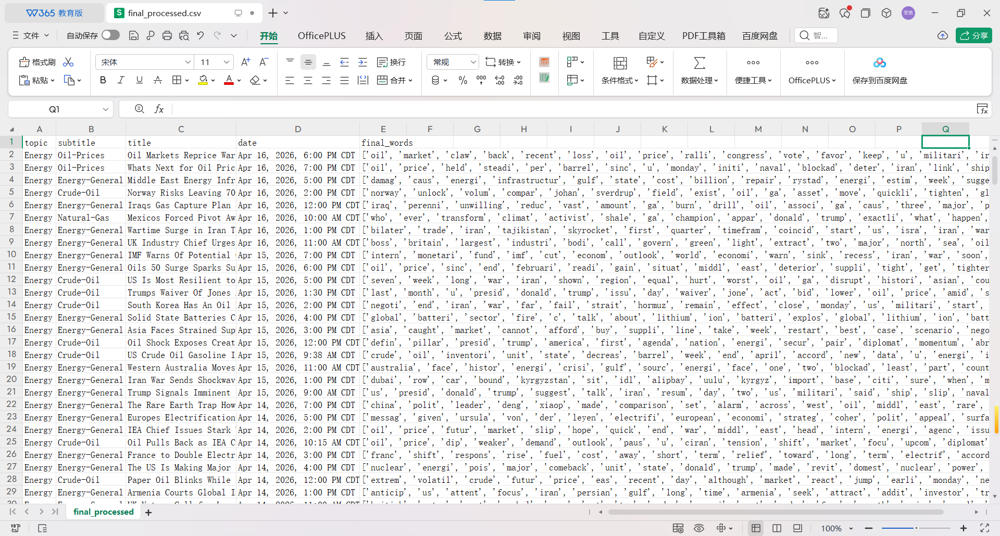 W365 教育版
S final_processed.csv
雯茜
文件 自动保存 开始 OfficePLUS 插入 页面 公式 数据 审阅 视图 工具 自定义 PDF工具箱 百度网盘 智... 分享
格式刷 宋体 11 A+ A- 换行 常规 转换
粘贴 B I U A 合并 % 条件格式 数据处理 便捷工具 OfficePLUS 保存到百度网盘
Q1 fx
A B C D E F G H I J K L M N O P Q
1 topic subtitle title date final_words
2 Energy Oil-Prices Oil Markets Reprice War Apr 16, 2026, 6:00 PM CDT ['oil', 'market', 'claw', 'back', 'recent', 'loss', 'oil', 'price', 'ralli', 'congress', 'vote', 'favor', 'keep', 'u', 'militari', 'ir
3 Energy Oil-Prices Whats Next for Oil Pric Apr 16, 2026, 7:00 PM CDT ['oil', 'price', 'held', 'steadi', 'per', 'barrel', 'sinc', 'u', 'monday', 'initi', 'naval', 'blockad', 'deter', 'iran', 'link', 'ship
4 Energy Energy-General Middle East Energy Infr Apr 16, 2026, 5:00 PM CDT ['damag', 'caus', 'energi', 'infrastructur', 'gulf', 'state', 'cost', 'billion', 'repair', 'rystad', 'energi', 'estim', 'week', 'sugge
5 Energy Crude-Oil Norway Risks Leaving 70 Apr 16, 2026, 2:00 PM CDT ['norway', 'unlock', 'volum', 'compar', 'johan', 'sverdrup', 'field', 'exist', 'oil', 'ga', 'asset', 'move', 'quickli', 'tighten', 'gl
6 Energy Energy-General Iraqs Gas Capture Plan Apr 16, 2026, 12:00 PM CDT ['iraq', 'perenni', 'unwilling', 'reduc', 'vast', 'amount', 'ga', 'burn', 'drill', 'oil', 'associ', 'ga', 'caus', 'three', 'major', 'p
7 Energy Natural-Gas Mexicos Forced Pivot Aw Apr 16, 2026, 10:00 AM CDT ['who', 'ever', 'transform', 'climat', 'activist', 'shale', 'ga', 'champion', 'appar', 'donald', 'trump', 'exactli', 'what', 'happen',
8 Energy Energy-General Wartime Surge in Iran T Apr 16, 2026, 1:00 PM CDT ['bilater', 'trade', 'iran', 'tajikistan', 'skyrocket', 'first', 'quarter', 'timefram', 'coincid', 'start', 'us', 'isra', 'iran', 'war
9 Energy Energy-General UK Industry Chief Urges Apr 16, 2026, 11:00 AM CDT ['boss', 'britain', 'largest', 'industri', 'bodi', 'call', 'govern', 'green', 'light', 'extract', 'two', 'major', 'north', 'sea', 'oil
10 Energy Energy-General IMF Warns Of Potential Apr 15, 2026, 7:00 PM CDT ['intern', 'monetari', 'fund', 'imf', 'cut', 'econom', 'outlook', 'world', 'economi', 'warn', 'sink', 'recess', 'iran', 'war', 'soon',
11 Energy Energy-General Oils 50 Surge Sparks Su Apr 15, 2026, 6:00 PM CDT ['oil', 'price', 'sinc', 'end', 'februari', 'readi', 'gain', 'situat', 'middl', 'east', 'deterior', 'suppli', 'tight', 'get', 'tighter
12 Energy Crude-Oil US Is Most Resilient to Apr 15, 2026, 5:00 PM CDT ['seven', 'week', 'long', 'war', 'iran', 'shown', 'region', 'equal', 'hurt', 'worst', 'oil', 'ga', 'disrupt', 'histori', 'asian', 'cou
13 Energy Crude-Oil Trumps Waiver Of Jones Apr 15, 2026, 1:30 PM CDT ['last', 'month', 'u', 'presid', 'donald', 'trump', 'issu', 'day', 'waiver', 'jone', 'act', 'bid', 'lower', 'oil', 'price', 'amid', 's
14 Energy Crude-Oil South Korea Has An Oil Apr 15, 2026, 2:00 PM CDT ['negoti', 'end', 'iran', 'war', 'far', 'fail', 'strait', 'hormuz', 'remain', 'effect', 'close', 'monday', 'us', 'militari', 'start',
15 Energy Energy-General Solid State Batteries C Apr 15, 2026, 4:00 PM CDT ['global', 'batteri', 'sector', 'fire', 'c', 'talk', 'about', 'lithium', 'ion', 'batteri', 'explos', 'global', 'lithium', 'ion', 'batt
16 Energy Energy-General Asia Faces Strained Sup Apr 15, 2026, 3:00 PM CDT ['asia', 'caught', 'market', 'cannot', 'afford', 'buy', 'suppli', 'line', 'take', 'week', 'restart', 'best', 'case', 'scenario', 'nego
17 Energy Crude-Oil Oil Shock Exposes Creat Apr 15, 2026, 12:00 PM CDT ['defin', 'pillar', 'presid', 'trump', 'america', 'first', 'agenda', 'nation', 'energi', 'secur', 'pair', 'diplomat', 'momentum', 'abr
18 Energy Crude-Oil US Crude Oil Gasoline I Apr 15, 2026, 9:38 AM CDT ['crude', 'oil', 'inventori', 'unit', 'state', 'decreas', 'barrel', 'week', 'end', 'april', 'accord', 'new', 'data', 'u', 'energi', 'i
19 Energy Energy-General Western Australia Moves Apr 15, 2026, 11:00 AM CDT ['australia', 'face', 'histor', 'energi', 'crisi', 'gulf', 'sourc', 'energi', 'face', 'one', 'two', 'blockad', 'least', 'part', 'count
20 Energy Energy-General Iran War Sends Shockwav Apr 15, 2026, 1:00 PM CDT ['dubai', 'row', 'car', 'bound', 'kyrgyzstan', 'sit', 'idl', 'alipbay', 'uulu', 'kyrgyz', 'import', 'base', 'citi', 'sure', 'when', 'm
21 Energy Energy-General Trump Signals Imminent Apr 15, 2026, 9:00 AM CDT ['us', 'presid', 'donald', 'trump', 'suggest', 'talk', 'iran', 'resum', 'day', 'two', 'us', 'militari', 'said', 'ship', 'slip', 'naval
22 Energy Energy-General The Rare Earth Trap How Apr 14, 2026, 7:00 PM CDT ['china', 'polit', 'leader', 'deng', 'xiaop', 'made', 'comparison', 'set', 'alarm', 'across', 'west', 'oil', 'middl', 'east', 'rare',
23 Energy Energy-General Europes Electrification Apr 14, 2026, 5:00 PM CDT ['messag', 'given', 'ursula', 'von', 'der', 'leyen', 'electrifi', 'european', 'economi', 'strateg', 'coher', 'polit', 'appeal', 'surfa
24 Energy Energy-General IEA Chief Issues Stark Apr 14, 2026, 2:00 PM CDT ['oil', 'price', 'futur', 'market', 'slip', 'hope', 'quick', 'end', 'war', 'middl', 'east', 'head', 'intern', 'energi', 'agenc', 'issu
25 Energy Crude-Oil Oil Pulls Back as IEA C Apr 14, 2026, 10:15 AM CDT ['oil', 'price', 'dip', 'weaker', 'demand', 'outlook', 'paus', 'u', 'ciran', 'tension', 'shift', 'market', 'focu', 'upcom', 'diplomat'
26 Energy Energy-General France to Double Electr Apr 14, 2026, 3:00 PM CDT ['franc', 'shift', 'respons', 'rise', 'fuel', 'cost', 'away', 'short', 'term', 'relief', 'toward', 'long', 'term', 'electrif', 'accord
27 Energy Energy-General The US Is Making Major Apr 14, 2026, 4:00 PM CDT ['nuclear', 'energi', 'pois', 'major', 'comeback', 'unit', 'state', 'donald', 'trump', 'made', 'revit', 'domest', 'nuclear', 'power',
28 Energy Crude-Oil Paper Oil Blinks While Apr 14, 2026, 12:00 PM CDT ['extrem', 'volatil', 'crude', 'futur', 'price', 'eas', 'recent', 'day', 'although', 'market', 'react', 'jump', 'earli', 'monday', 'ne
29 Energy Energy-General Armenia Courts Global I Apr 14, 2026, 1:00 PM CDT ['anticip', 'us', 'attent', 'focus', 'iran', 'persian', 'gulf', 'long', 'time', 'armenia', 'seek', 'attract', 'addit', 'investor', 'tr
final_processed
100%